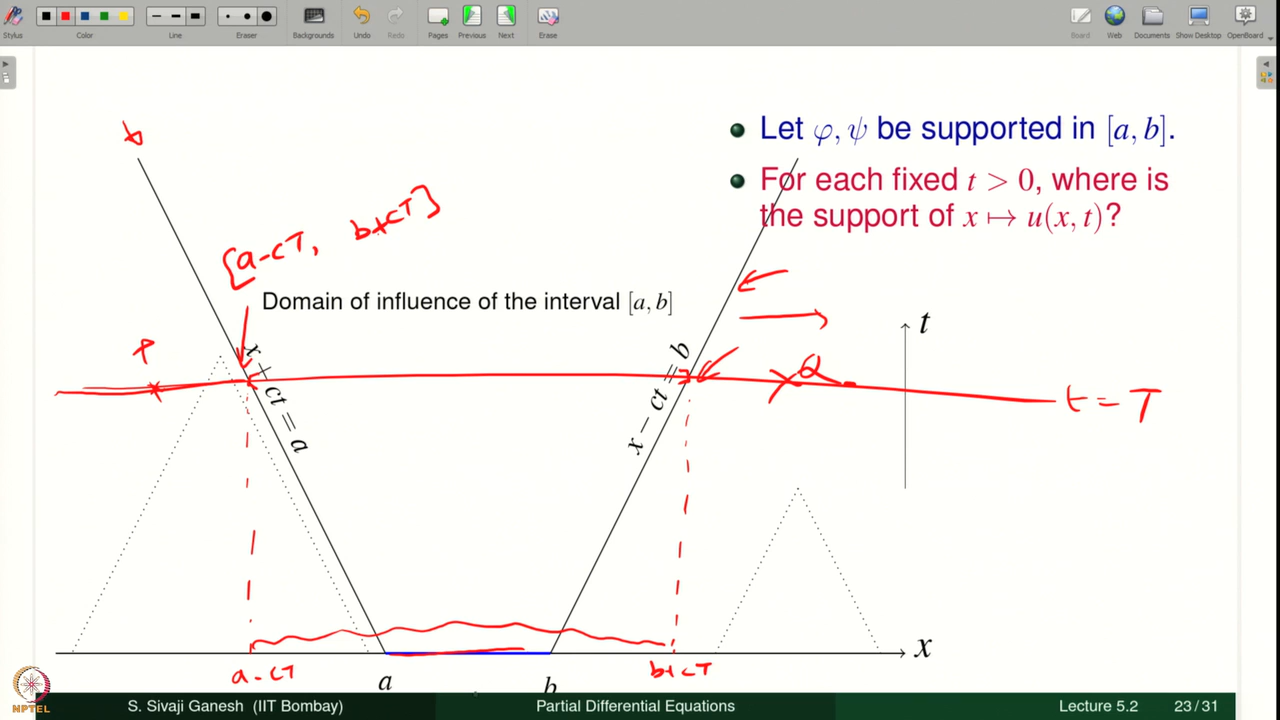 Stylus
Color
Line
Eraser
Backgrounds
Undo
Redo
Pages
Previous
Next
Erase
Board
Web
Documents
Show Desktop
OpenBoard
Let φ, ψ be supported in [a, b].
For each fixed t > 0, where is
the support of x ↦ u(x, t)?
[a-cT, b+cT]
Domain of influence of the interval [a, b]
t
P
Q
x + ct = a
x − ct = b
t = T
x
a-cT
a
b
b+cT
NPTEL
S. Sivaji Ganesh (IIT Bombay)
Partial Differential Equations
Lecture 5.2
23/31